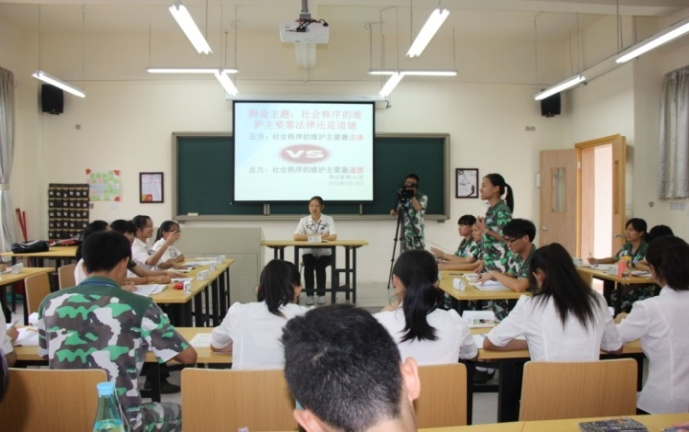 辩论主题：社会秩序的维
护主要靠法律还是道德
正方：社会秩序的维护主要靠法律
VS
反方：社会秩序的维护主要靠道德